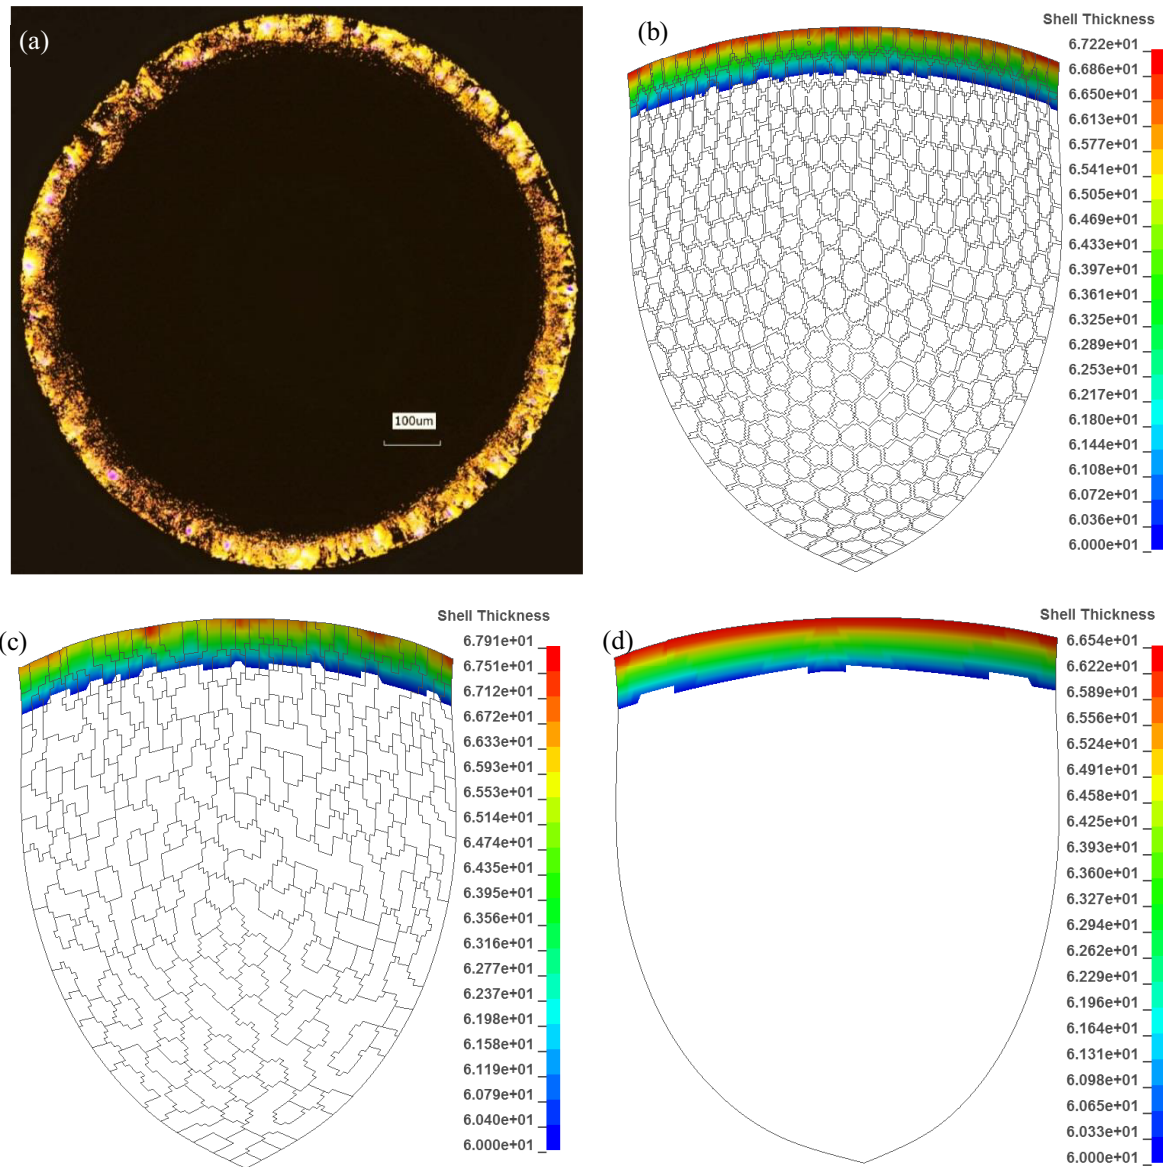 (a)
100um
(b)
Shell Thickness
6.722e+01
6.686e+01
6.650e+01
6.613e+01
6.577e+01
6.541e+01
6.505e+01
6.469e+01
6.433e+01
6.397e+01
6.361e+01
6.325e+01
6.289e+01
6.253e+01
6.217e+01
6.180e+01
6.144e+01
6.108e+01
6.072e+01
6.036e+01
6.000e+01
(c)
Shell Thickness
6.791e+01
6.751e+01
6.712e+01
6.672e+01
6.633e+01
6.593e+01
6.553e+01
6.514e+01
6.474e+01
6.435e+01
6.395e+01
6.356e+01
6.316e+01
6.277e+01
6.237e+01
6.198e+01
6.158e+01
6.119e+01
6.079e+01
6.040e+01
6.000e+01
(d)
Shell Thickness
6.654e+01
6.622e+01
6.589e+01
6.556e+01
6.524e+01
6.491e+01
6.458e+01
6.425e+01
6.393e+01
6.360e+01
6.327e+01
6.294e+01
6.262e+01
6.229e+01
6.196e+01
6.164e+01
6.131e+01
6.098e+01
6.065e+01
6.033e+01
6.000e+01